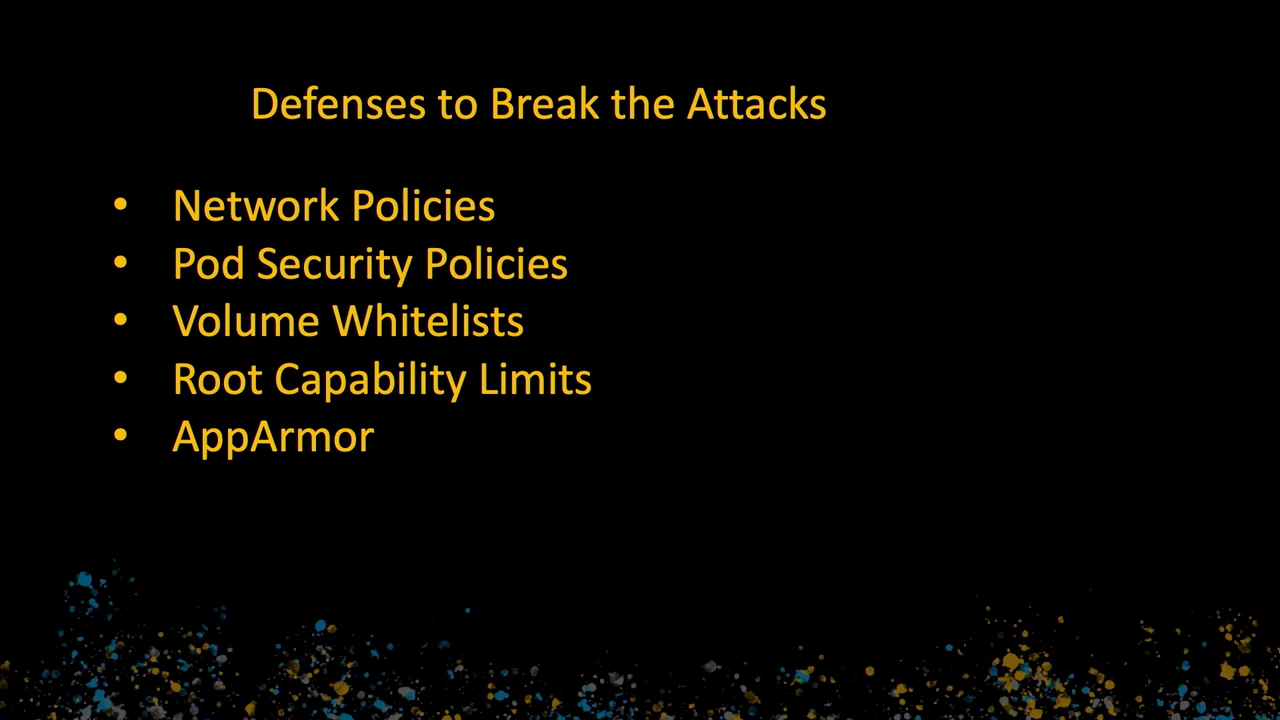 Defenses to Break the Attacks
• Network Policies
• Pod Security Policies
• Volume Whitelists
• Root Capability Limits
• AppArmor